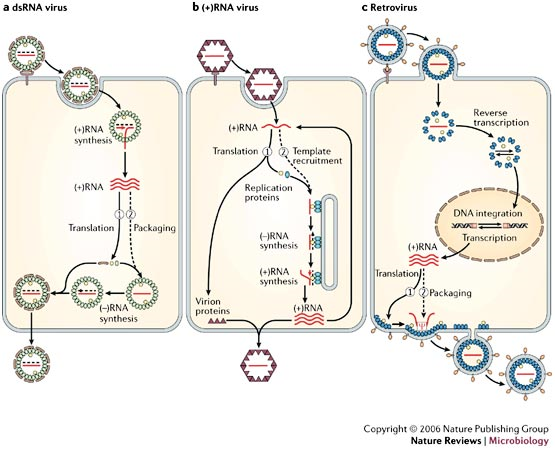 a dsRNA virus
(+)RNA
synthesis
(+)RNA
Translation
1
2
Packaging
(–)RNA
synthesis
b (+)RNA virus
(+)RNA
Translation
1
2
Template
recruitment
Replication
proteins
(–)RNA
synthesis
(+)RNA
synthesis
Virion
proteins
(+)RNA
c Retrovirus
Reverse
transcription
DNA integration
Transcription
(+)RNA
Translation
1
2
Packaging
Copyright © 2006 Nature Publishing Group
Nature Reviews | Microbiology